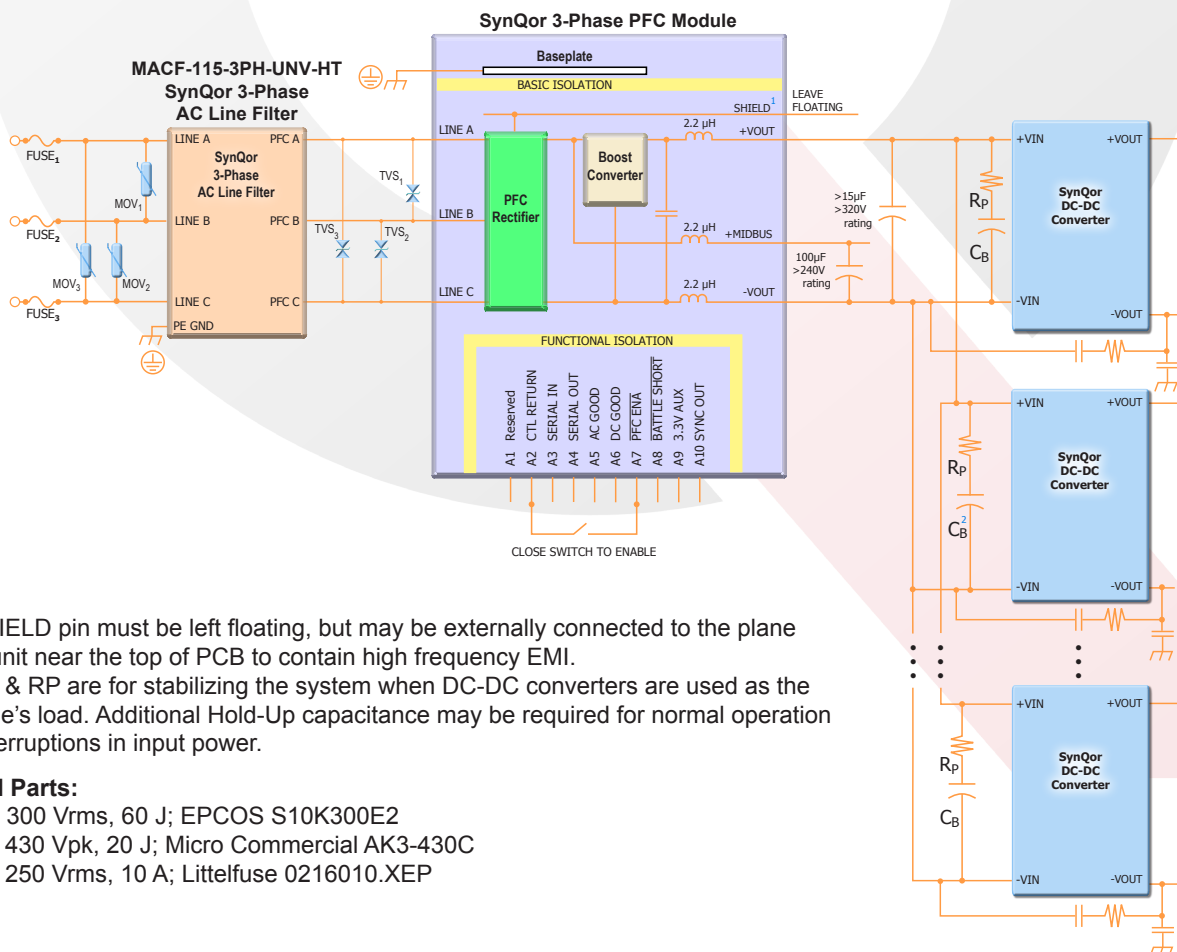 SynQor 3-Phase PFC Module
MACF-115-3PH-UNV-HT
SynQor 3-Phase
AC Line Filter
Baseplate
BASIC ISOLATION
SHIELD1
LEAVE
FLOATING
FUSE1
FUSE2
FUSE3
MOV1
MOV3
MOV2
LINE A
PFC A
SynQor
3-Phase
AC Line Filter
LINE B
PFC B
LINE C
PFC C
PE GND
TVS1
TVS3
TVS2
LINE A
LINE B
LINE C
PFC
Rectifier
Boost
Converter
2.2 µH
+VOUT
2.2 µH
+MIDBUS
2.2 µH
-VOUT
>15µF
>320V
rating
100µF
>240V
rating
FUNCTIONAL ISOLATION
A1 Reserved
A2 CTL RETURN
A3 SERIAL IN
A4 SERIAL OUT
A5 AC GOOD
A6 DC GOOD
A7 PFC ENA
A8 BATTLE SHORT
A9 3.3V AUX
A10 SYNC OUT
CLOSE SWITCH TO ENABLE
RP
CB
+VIN
+VOUT
SynQor
DC-DC
Converter
-VIN
-VOUT
RP
CB2
+VIN
+VOUT
SynQor
DC-DC
Converter
-VIN
-VOUT
RP
CB
+VIN
+VOUT
SynQor
DC-DC
Converter
-VIN
-VOUT
IELD pin must be left floating, but may be externally connected to the plane
unit near the top of PCB to contain high frequency EMI.
& RP are for stabilizing the system when DC-DC converters are used as the
e's load. Additional Hold-Up capacitance may be required for normal operation
erruptions in input power.
Parts:
300 Vrms, 60 J; EPCOS S10K300E2
430 Vpk, 20 J; Micro Commercial AK3-430C
250 Vrms, 10 A; Littelfuse 0216010.XEP